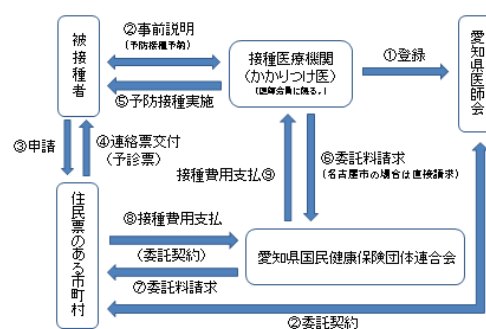 被接種者
②事前説明
(予防接種予約)
⑤予防接種実施
接種医療機関
(かかりつけ医)
(医師会員に限る。)
①登録
愛知県医師会
③申請
④連絡票交付
(予診票)
接種費用支払⑨
⑥委託料請求
(名古屋市の場合は直接請求)
住民票のある市町村
⑧接種費用支払
(委託契約)
⑦委託料請求
愛知県国民健康保険団体連合会
②委託契約